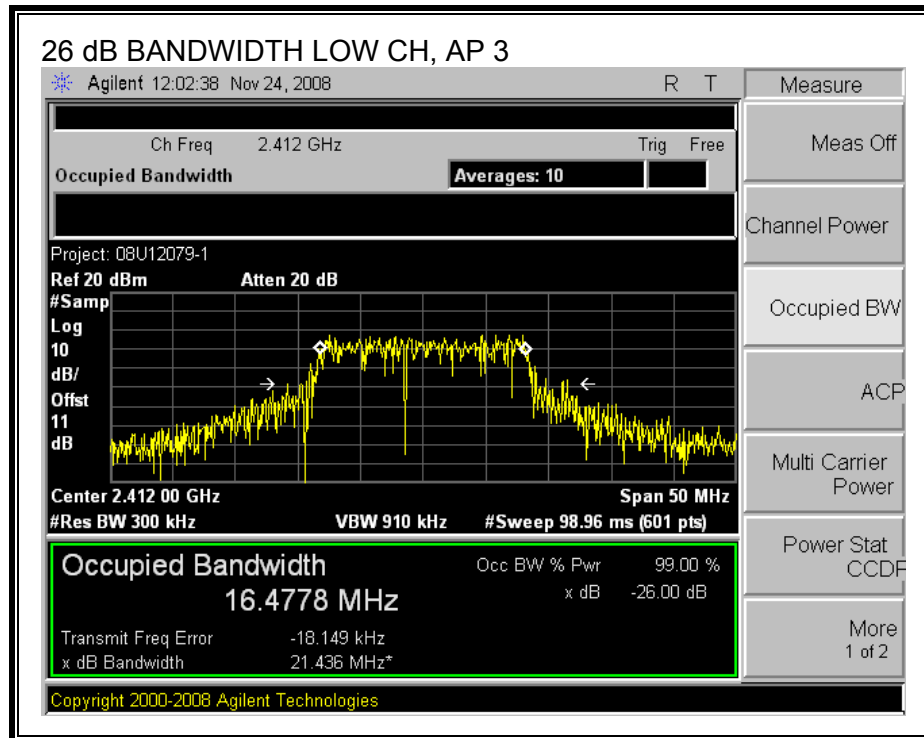 26 dB BANDWIDTH LOW CH, AP 3
Agilent 12:02:38 Nov 24, 2008 R T
Measure
Ch Freq 2.412 GHz Trig Free
Occupied Bandwidth Averages: 10
Meas Off
Channel Power
Occupied BW
ACP
Multi Carrier
Power
Power Stat
CCDF
More
1 of 2
Project: 08U12079-1
Ref 20 dBm Atten 20 dB
#Samp
Log
10
dB/
Offst
11
dB
Center 2.412 00 GHz Span 50 MHz
#Res BW 300 kHz VBW 910 kHz #Sweep 98.96 ms (601 pts)
Occupied Bandwidth Occ BW % Pwr 99.00 %
16.4778 MHz x dB -26.00 dB
Transmit Freq Error -18.149 kHz
x dB Bandwidth 21.436 MHz*
Copyright 2000-2008 Agilent Technologies